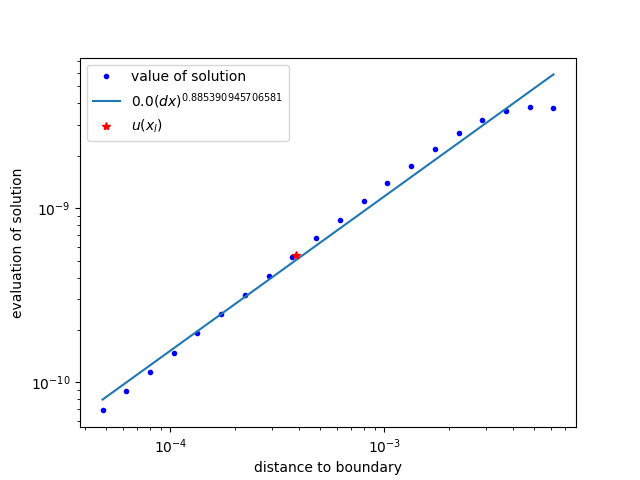 value of solution
0.0(dx)^0.885390945706581
u(x_l)
10^-9
10^-10
10^-4
10^-3
evaluation of solution
distance to boundary